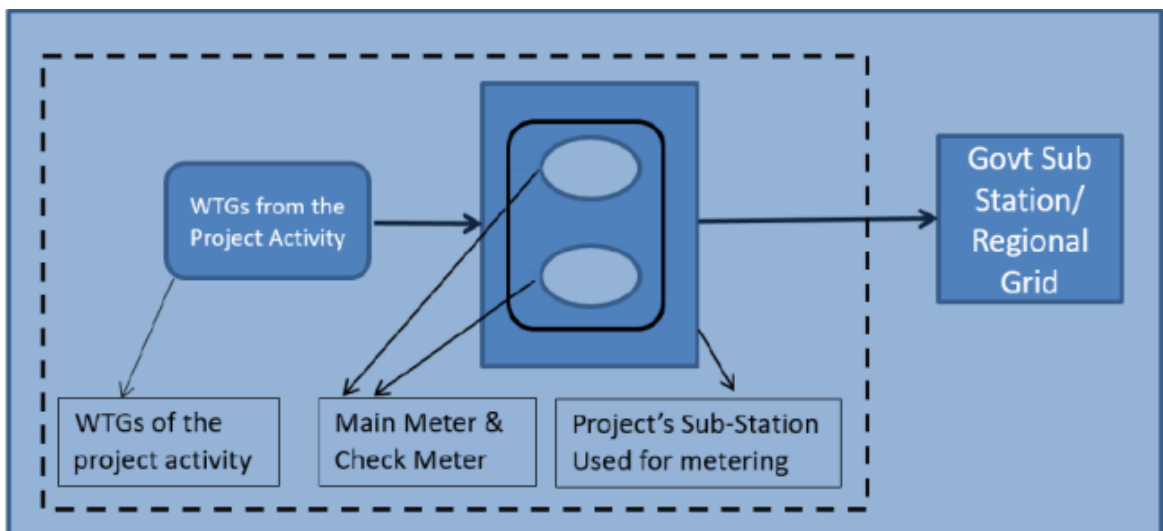 WTGs from the
Project Activity
Govt Sub
Station/
Regional
Grid
WTGs of the
project activity
Main Meter &
Check Meter
Project’s Sub-Station
Used for metering